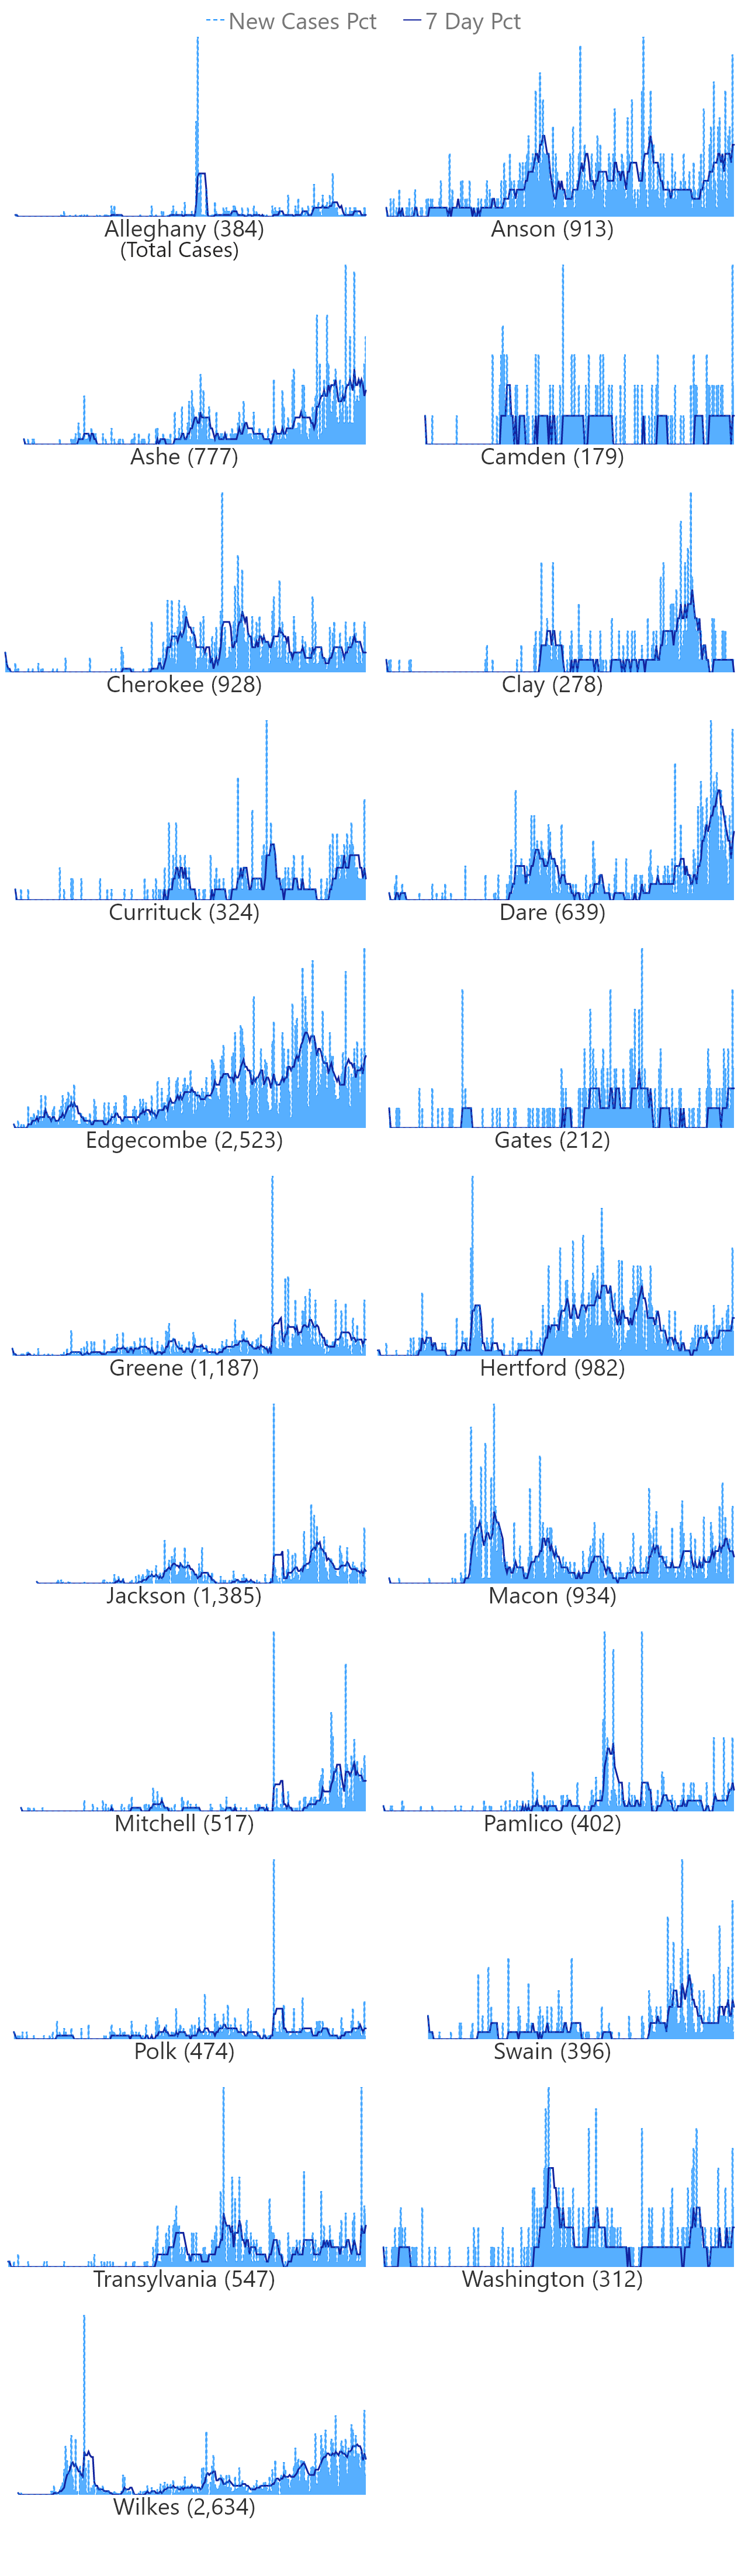 New Cases Pct 7 Day Pct
Alleghany (384) Anson (913)
(Total Cases)
Ashe (777) Camden (179)
Cherokee (928) Clay (278)
Currituck (324) Dare (639)
Edgecombe (2,523) Gates (212)
Greene (1,187) Hertford (982)
Jackson (1,385) Macon (934)
Mitchell (517) Pamlico (402)
Polk (474) Swain (396)
Transylvania (547) Washington (312)
Wilkes (2,634)